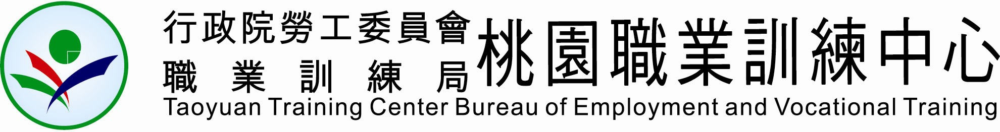 行政院勞工委員會
職業訓練局
桃園職業訓練中心
Taoyuan Training Center Bureau of Employment and Vocational Training